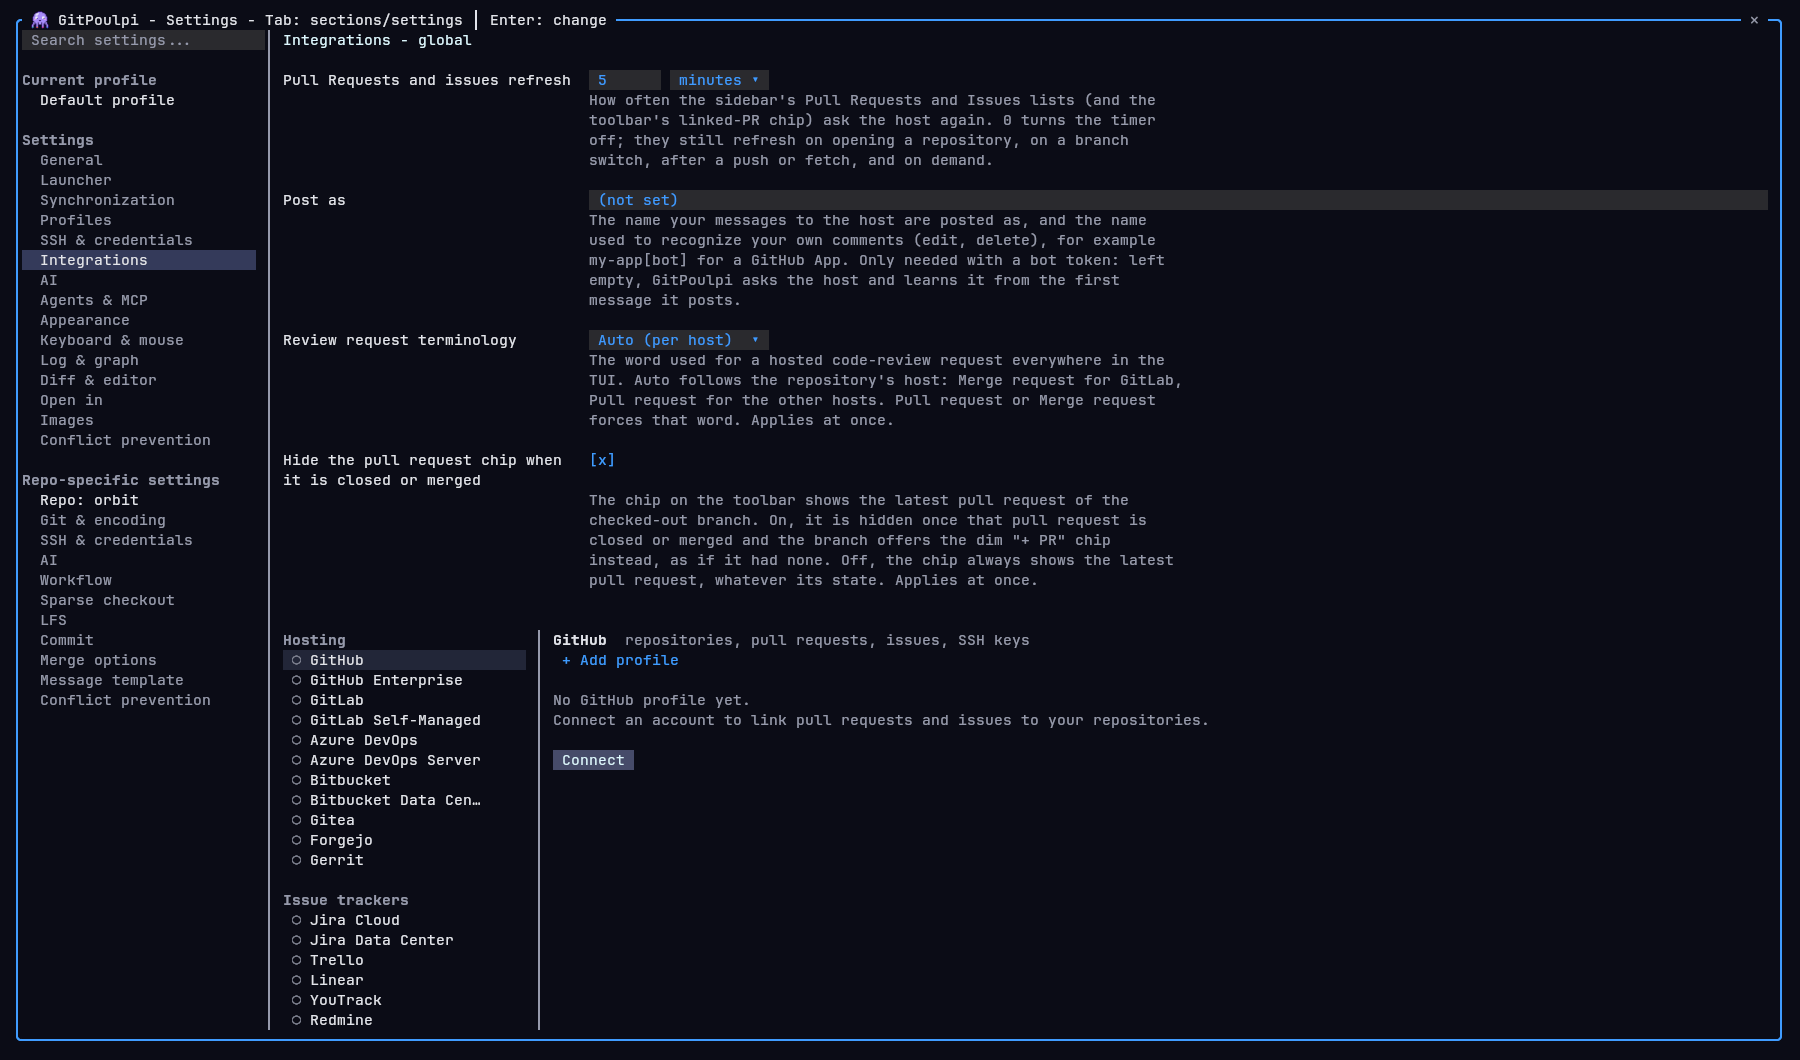 GitPoulpi - Settings - Tab: sections/settings │ Enter: change ×
Search settings...
Current profile
Default profile
Settings
General
Launcher
Synchronization
Profiles
SSH & credentials
Integrations
AI
Agents & MCP
Appearance
Keyboard & mouse
Log & graph
Diff & editor
Open in
Images
Conflict prevention
Repo-specific settings
Repo: orbit
Git & encoding
SSH & credentials
AI
Workflow
Sparse checkout
LFS
Commit
Merge options
Message template
Conflict prevention
Integrations - global
Pull Requests and issues refresh 5 minutes ▾
How often the sidebar's Pull Requests and Issues lists (and the
toolbar's linked-PR chip) ask the host again. 0 turns the timer
off; they still refresh on opening a repository, on a branch
switch, after a push or fetch, and on demand.
Post as (not set)
The name your messages to the host are posted as, and the name
used to recognize your own comments (edit, delete), for example
my-app[bot] for a GitHub App. Only needed with a bot token: left
empty, GitPoulpi asks the host and learns it from the first
message it posts.
Review request terminology Auto (per host) ▾
The word used for a hosted code-review request everywhere in the
TUI. Auto follows the repository's host: Merge request for GitLab,
Pull request for the other hosts. Pull request or Merge request
forces that word. Applies at once.
Hide the pull request chip when [x]
it is closed or merged
The chip on the toolbar shows the latest pull request of the
checked-out branch. On, it is hidden once that pull request is
closed or merged and the branch offers the dim "+ PR" chip
instead, as if it had none. Off, the chip always shows the latest
pull request, whatever its state. Applies at once.
Hosting
GitHub
GitHub Enterprise
GitLab
GitLab Self-Managed
Azure DevOps
Azure DevOps Server
Bitbucket
Bitbucket Data Cen…
Gitea
Forgejo
Gerrit
Issue trackers
Jira Cloud
Jira Data Center
Trello
Linear
YouTrack
Redmine
GitHub repositories, pull requests, issues, SSH keys
+ Add profile
No GitHub profile yet.
Connect an account to link pull requests and issues to your repositories.
Connect